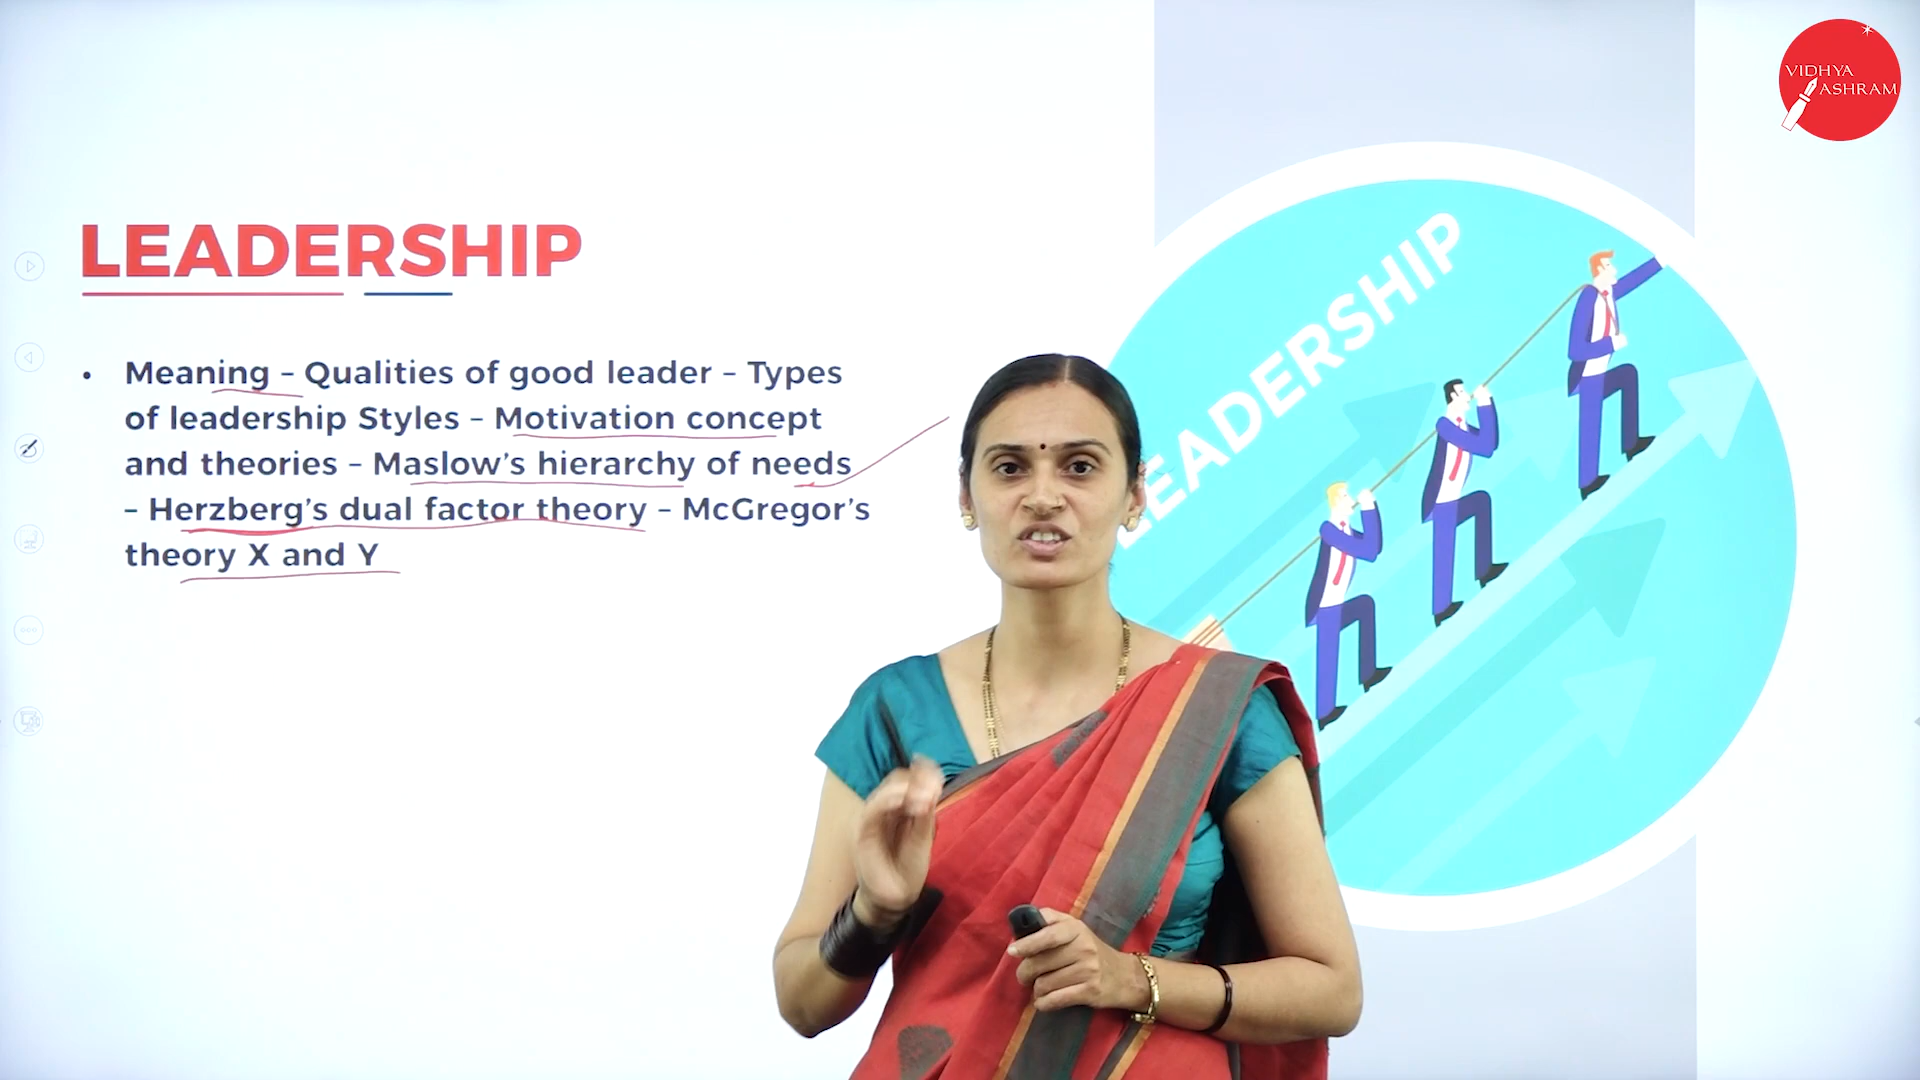 VIDHYA
ASHRAM
LEADERSHIP
• Meaning – Qualities of good leader – Types
of leadership Styles – Motivation concept
and theories – Maslow's hierarchy of needs
– Herzberg's dual factor theory – McGregor's
theory X and Y
LEADERSHIP